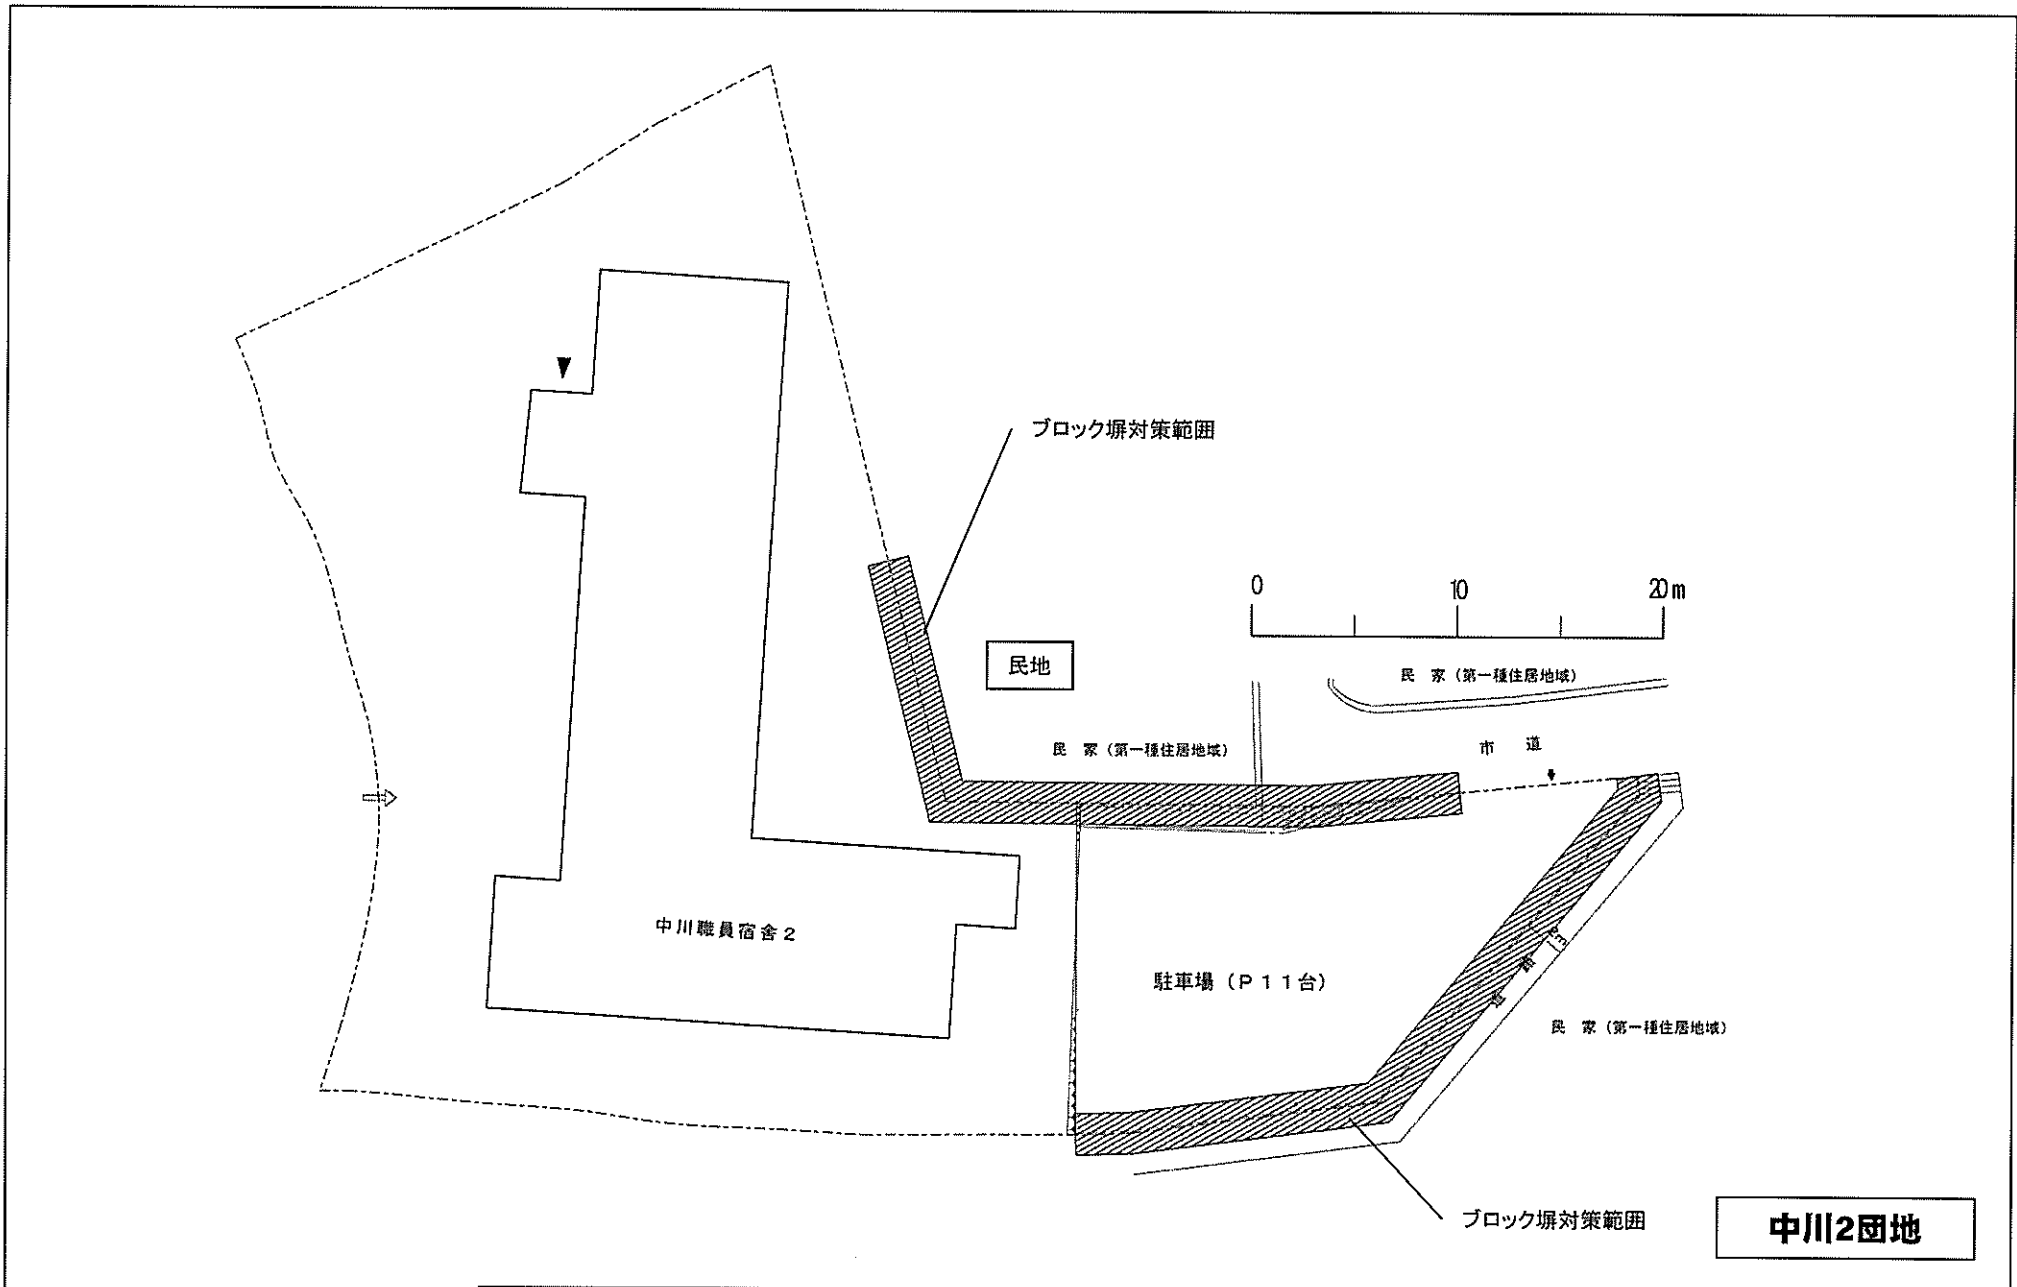 ブロック塀対策範囲
0 10 20m
民地
民 家(第一種住居地域)
民 家(第一種住居地域)
市 道
中川職員宿舎2
駐車場(P11台)
2m
民 家(第一種住居地域)
ブロック塀対策範囲
中川2団地